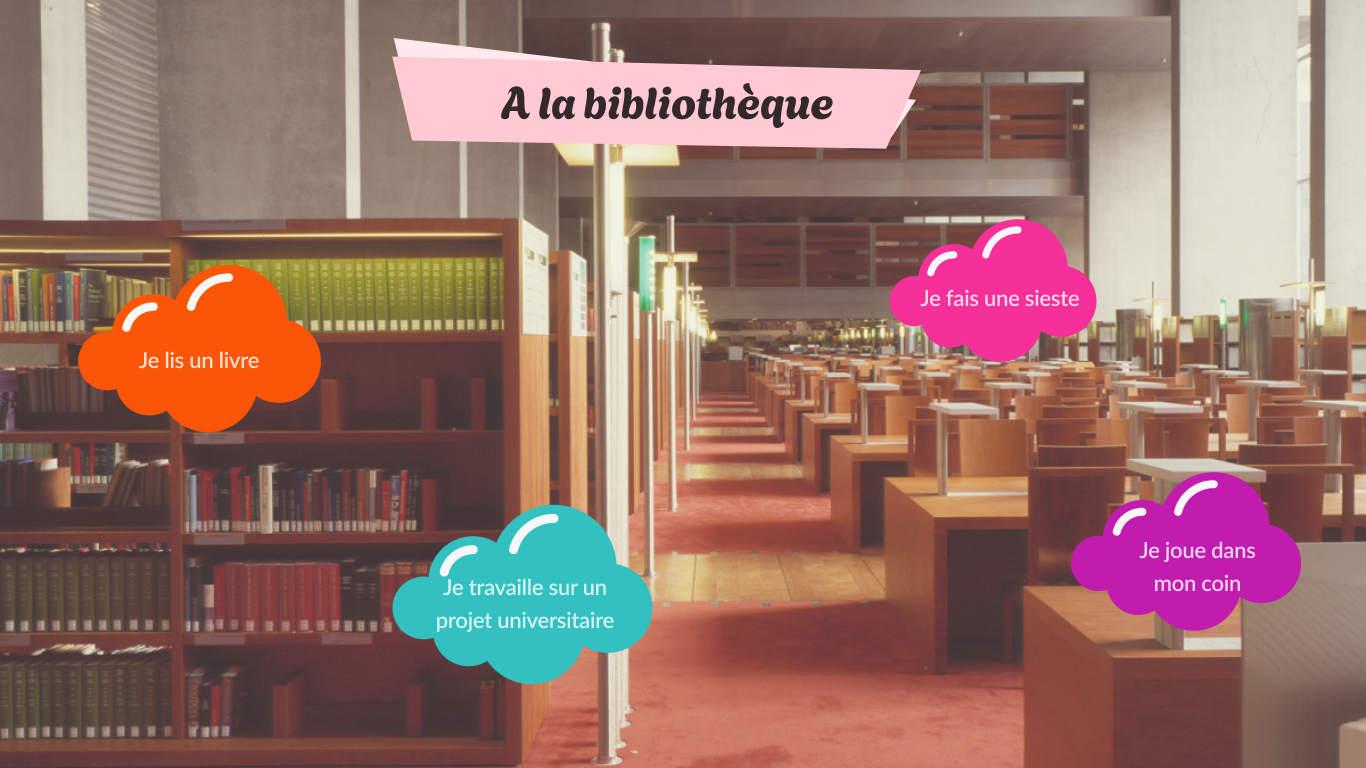 A la bibliothèque
Je fais une sieste
Je lis un livre
Je joue dans
mon coin
Je travaille sur un
projet universitaire